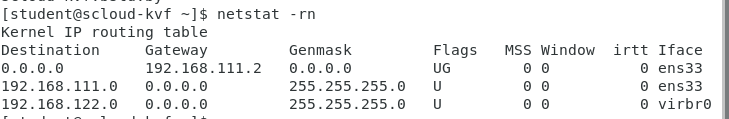 [student@scloud-kvf ~]$ netstat -rn
Kernel IP routing table
Destination Gateway Genmask Flags MSS Window irtt Iface
0.0.0.0 192.168.111.2 0.0.0.0 UG 0 0 0 ens33
192.168.111.0 0.0.0.0 255.255.255.0 U 0 0 0 ens33
192.168.122.0 0.0.0.0 255.255.255.0 U 0 0 0 virbr0